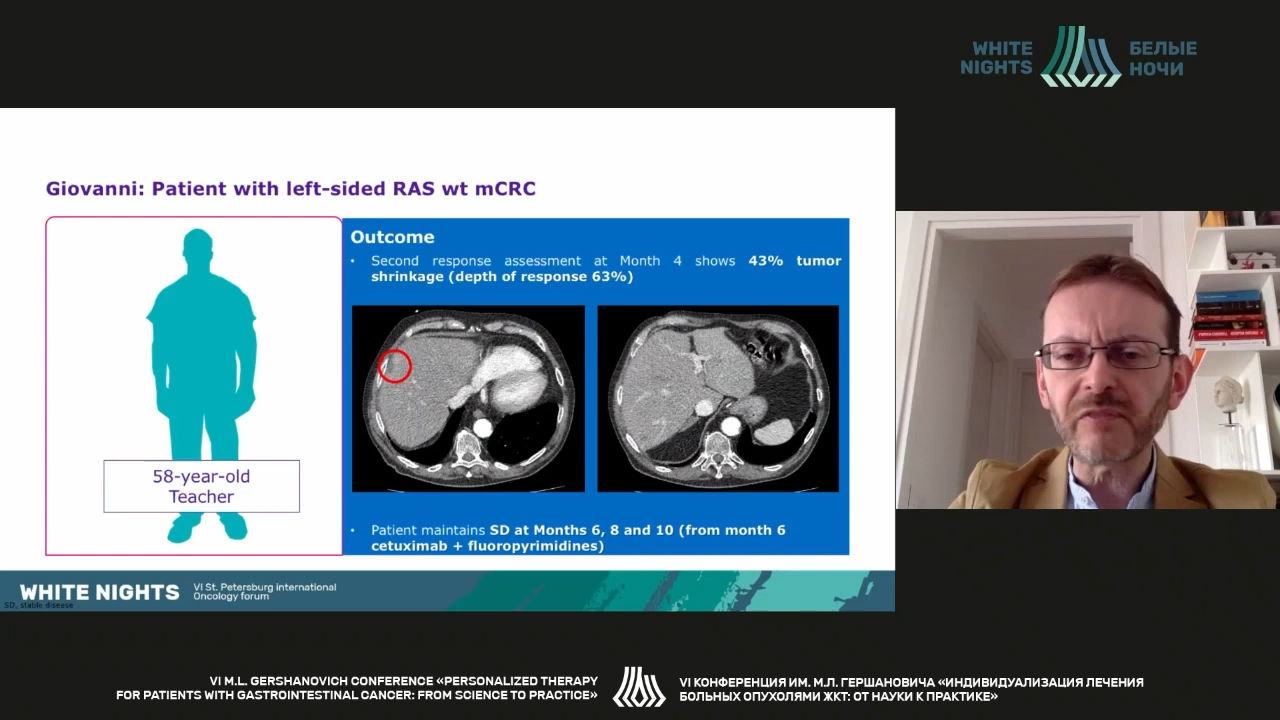 WHITE
NIGHTS
БЕЛЫЕ
НОЧИ
Giovanni: Patient with left-sided RAS wt mCRC
58-year-old
Teacher
Outcome
• Second response assessment at Month 4 shows 43% tumor
shrinkage (depth of response 63%)
• Patient maintains SD at Months 6, 8 and 10 (from month 6
cetuximab + fluoropyrimidines)
WHITE NIGHTS
VI St. Petersburg international
Oncology forum
SD, stable disease
VI M.L. GERSHANOVICH CONFERENCE «PERSONALIZED THERAPY
FOR PATIENTS WITH GASTROINTESTINAL CANCER: FROM SCIENCE TO PRACTICE»
VI КОНФЕРЕНЦИЯ ИМ. М.Л. ГЕРШАНОВИЧА «ИНДИВИДУАЛИЗАЦИЯ ЛЕЧЕНИЯ
БОЛЬНЫХ ОПУХОЛЯМИ ЖКТ: ОТ НАУКИ К ПРАКТИКЕ»